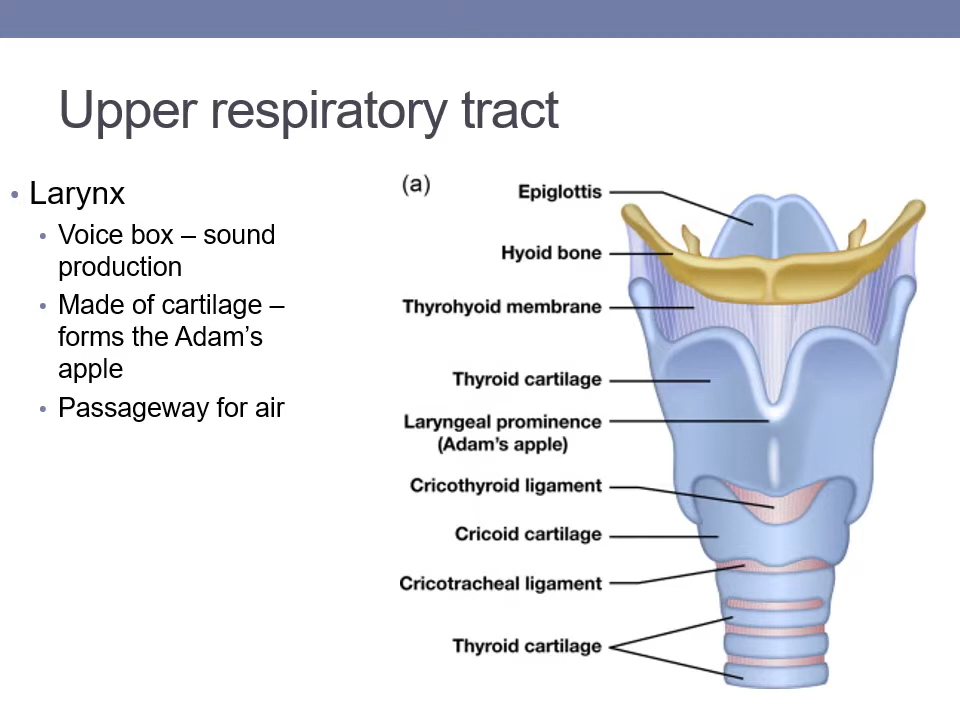 Upper respiratory tract
• Larynx
• Voice box – sound
production
• Made of cartilage –
forms the Adam's
apple
• Passageway for air
(a)
Epiglottis
Hyoid bone
Thyrohyoid membrane
Thyroid cartilage
Laryngeal prominence
(Adam's apple)
Cricothyroid ligament
Cricoid cartilage
Cricotracheal ligament
Thyroid cartilage